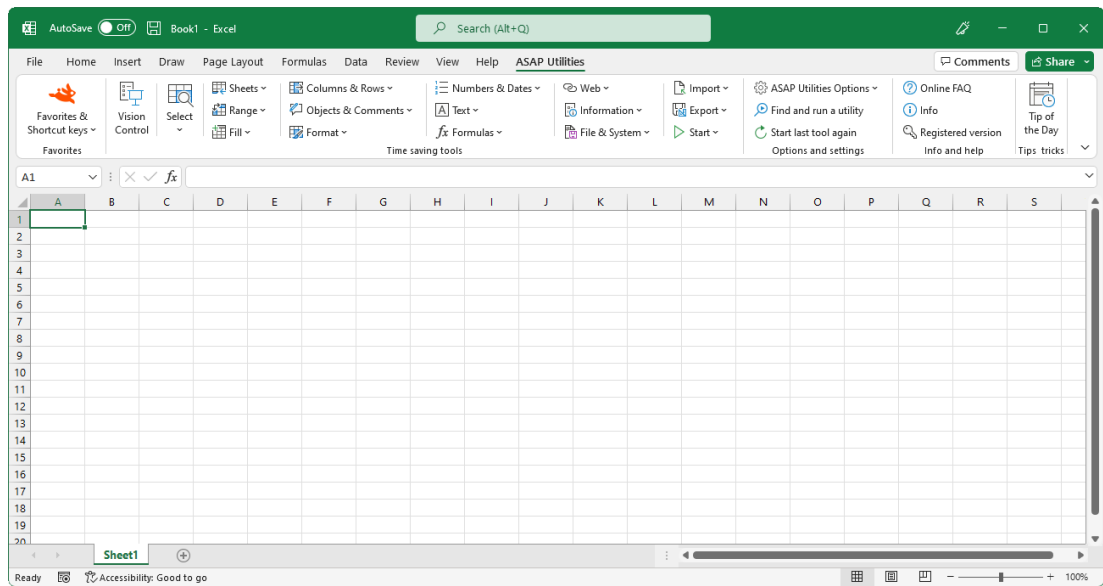 AutoSave Off Book1 - Excel Search (Alt+Q)
File Home Insert Draw Page Layout Formulas Data Review View Help ASAP Utilities Comments Share
Favorites & Shortcut keys
Vision Control
Select
Sheets
Range
Fill
Columns & Rows
Objects & Comments
Format
Numbers & Dates
Text
fx Formulas
Web
Information
File & System
Import
Export
Start
ASAP Utilities Options
Find and run a utility
Start last tool again
Online FAQ
Info
Registered version
Tip of the Day
Favorites Time saving tools Options and settings Info and help Tips tricks
A1 fx
A B C D E F G H I J K L M N O P Q R S
1
2
3
4
5
6
7
8
9
10
11
12
13
14
15
16
17
18
19
20
Sheet1
Ready Accessibility: Good to go 100%